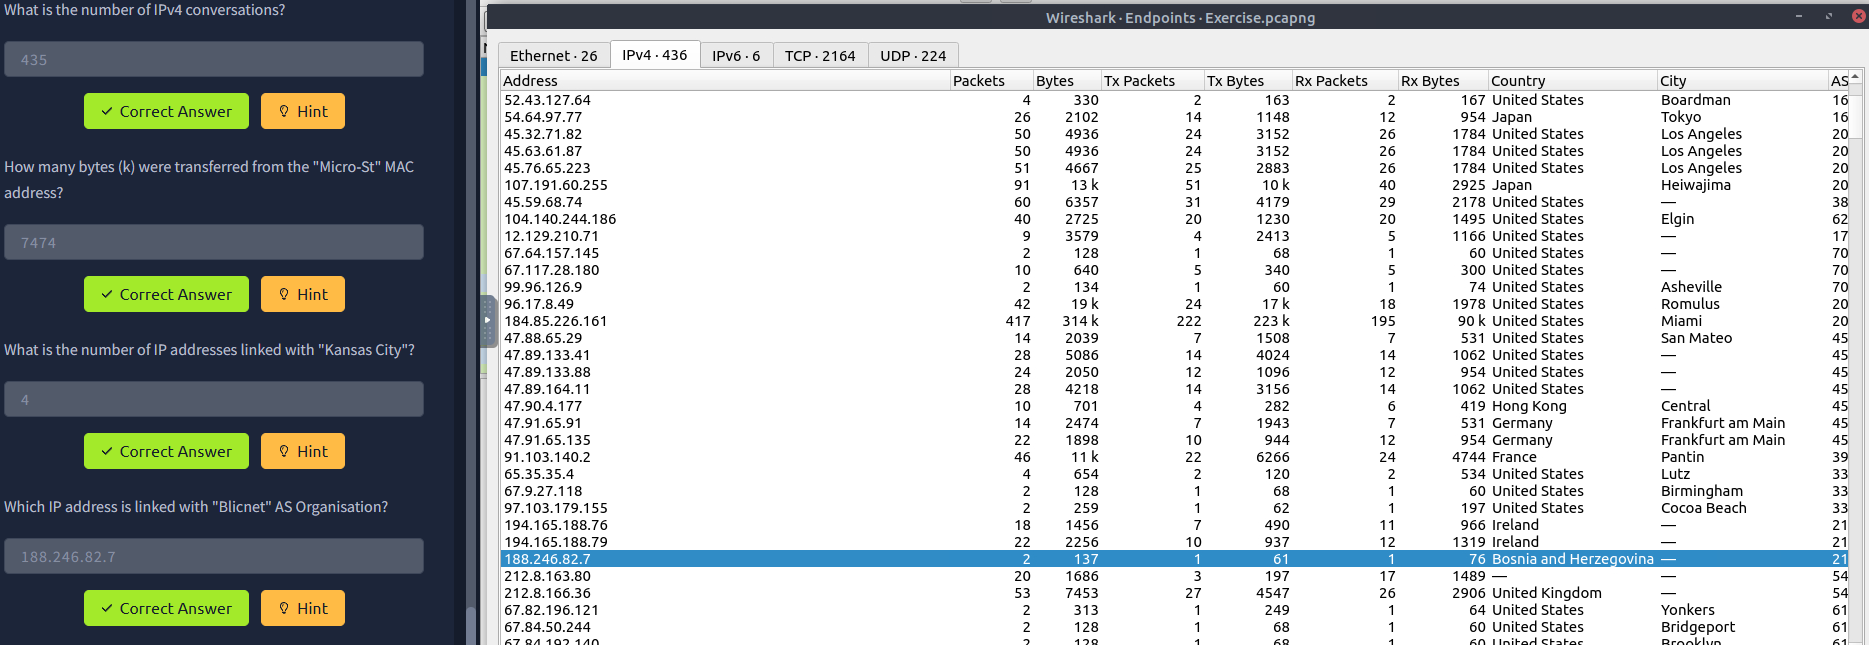 What is the number of IPv4 conversations?
435
✓ Correct Answer
Hint
How many bytes (k) were transferred from the "Micro-St" MAC
address?
7474
✓ Correct Answer
Hint
What is the number of IP addresses linked with "Kansas City"?
4
✓ Correct Answer
Hint
Which IP address is linked with "Blicnet" AS Organisation?
188.246.82.7
✓ Correct Answer
Hint
Wireshark · Endpoints · Exercise.pcapng
Ethernet · 26 IPv4 · 436 IPv6 · 6 TCP · 2164 UDP · 224
Address Packets Bytes Tx Packets Tx Bytes Rx Packets Rx Bytes Country City AS
52.43.127.64 4 330 2 163 2 167 United States Boardman 16
54.64.97.77 26 2102 14 1148 12 954 Japan Tokyo 16
45.32.71.82 50 4936 24 3152 26 1784 United States Los Angeles 20
45.63.61.87 50 4936 24 3152 26 1784 United States Los Angeles 20
45.76.65.223 51 4667 25 2883 26 1784 United States Los Angeles 20
107.191.60.255 91 13 k 51 10 k 40 2925 Japan Heiwajima 20
45.59.68.74 60 6357 31 4179 29 2178 United States — 38
104.140.244.186 40 2725 20 1230 20 1495 United States Elgin 62
12.129.210.71 9 3579 4 2413 5 1166 United States — 17
67.64.157.145 2 128 1 68 1 60 United States — 70
67.117.28.180 10 640 5 340 5 300 United States — 70
99.96.126.9 2 134 1 60 1 74 United States Asheville 70
96.17.8.49 42 19 k 24 17 k 18 1978 United States Romulus 20
184.85.226.161 417 314 k 222 223 k 195 90 k United States Miami 20
47.88.65.29 14 2039 7 1508 7 531 United States San Mateo 45
47.89.133.41 28 5086 14 4024 14 1062 United States — 45
47.89.133.88 24 2050 12 1096 12 954 United States — 45
47.89.164.11 28 4218 14 3156 14 1062 United States — 45
47.90.4.177 10 701 4 282 6 419 Hong Kong Central 45
47.91.65.91 14 2474 7 1943 7 531 Germany Frankfurt am Main 45
47.91.65.135 22 1898 10 944 12 954 Germany Frankfurt am Main 45
91.103.140.2 46 11 k 22 6266 24 4744 France Pantin 39
65.35.35.4 4 654 2 120 2 534 United States Lutz 33
67.9.27.118 2 128 1 68 1 60 United States Birmingham 33
97.103.179.155 2 259 1 62 1 197 United States Cocoa Beach 33
194.165.188.76 18 1456 7 490 11 966 Ireland — 21
194.165.188.79 22 2256 10 937 12 1319 Ireland — 21
188.246.82.7 2 137 1 61 1 76 Bosnia and Herzegovina — 21
212.8.163.80 20 1686 3 197 17 1489 — — 54
212.8.166.36 53 7453 27 4547 26 2906 United Kingdom — 54
67.82.196.121 2 313 1 249 1 64 United States Yonkers 61
67.84.50.244 2 128 1 68 1 60 United States Bridgeport 61
67.84.192.140 2 128 1 68 1 60 United States Brooklyn 61